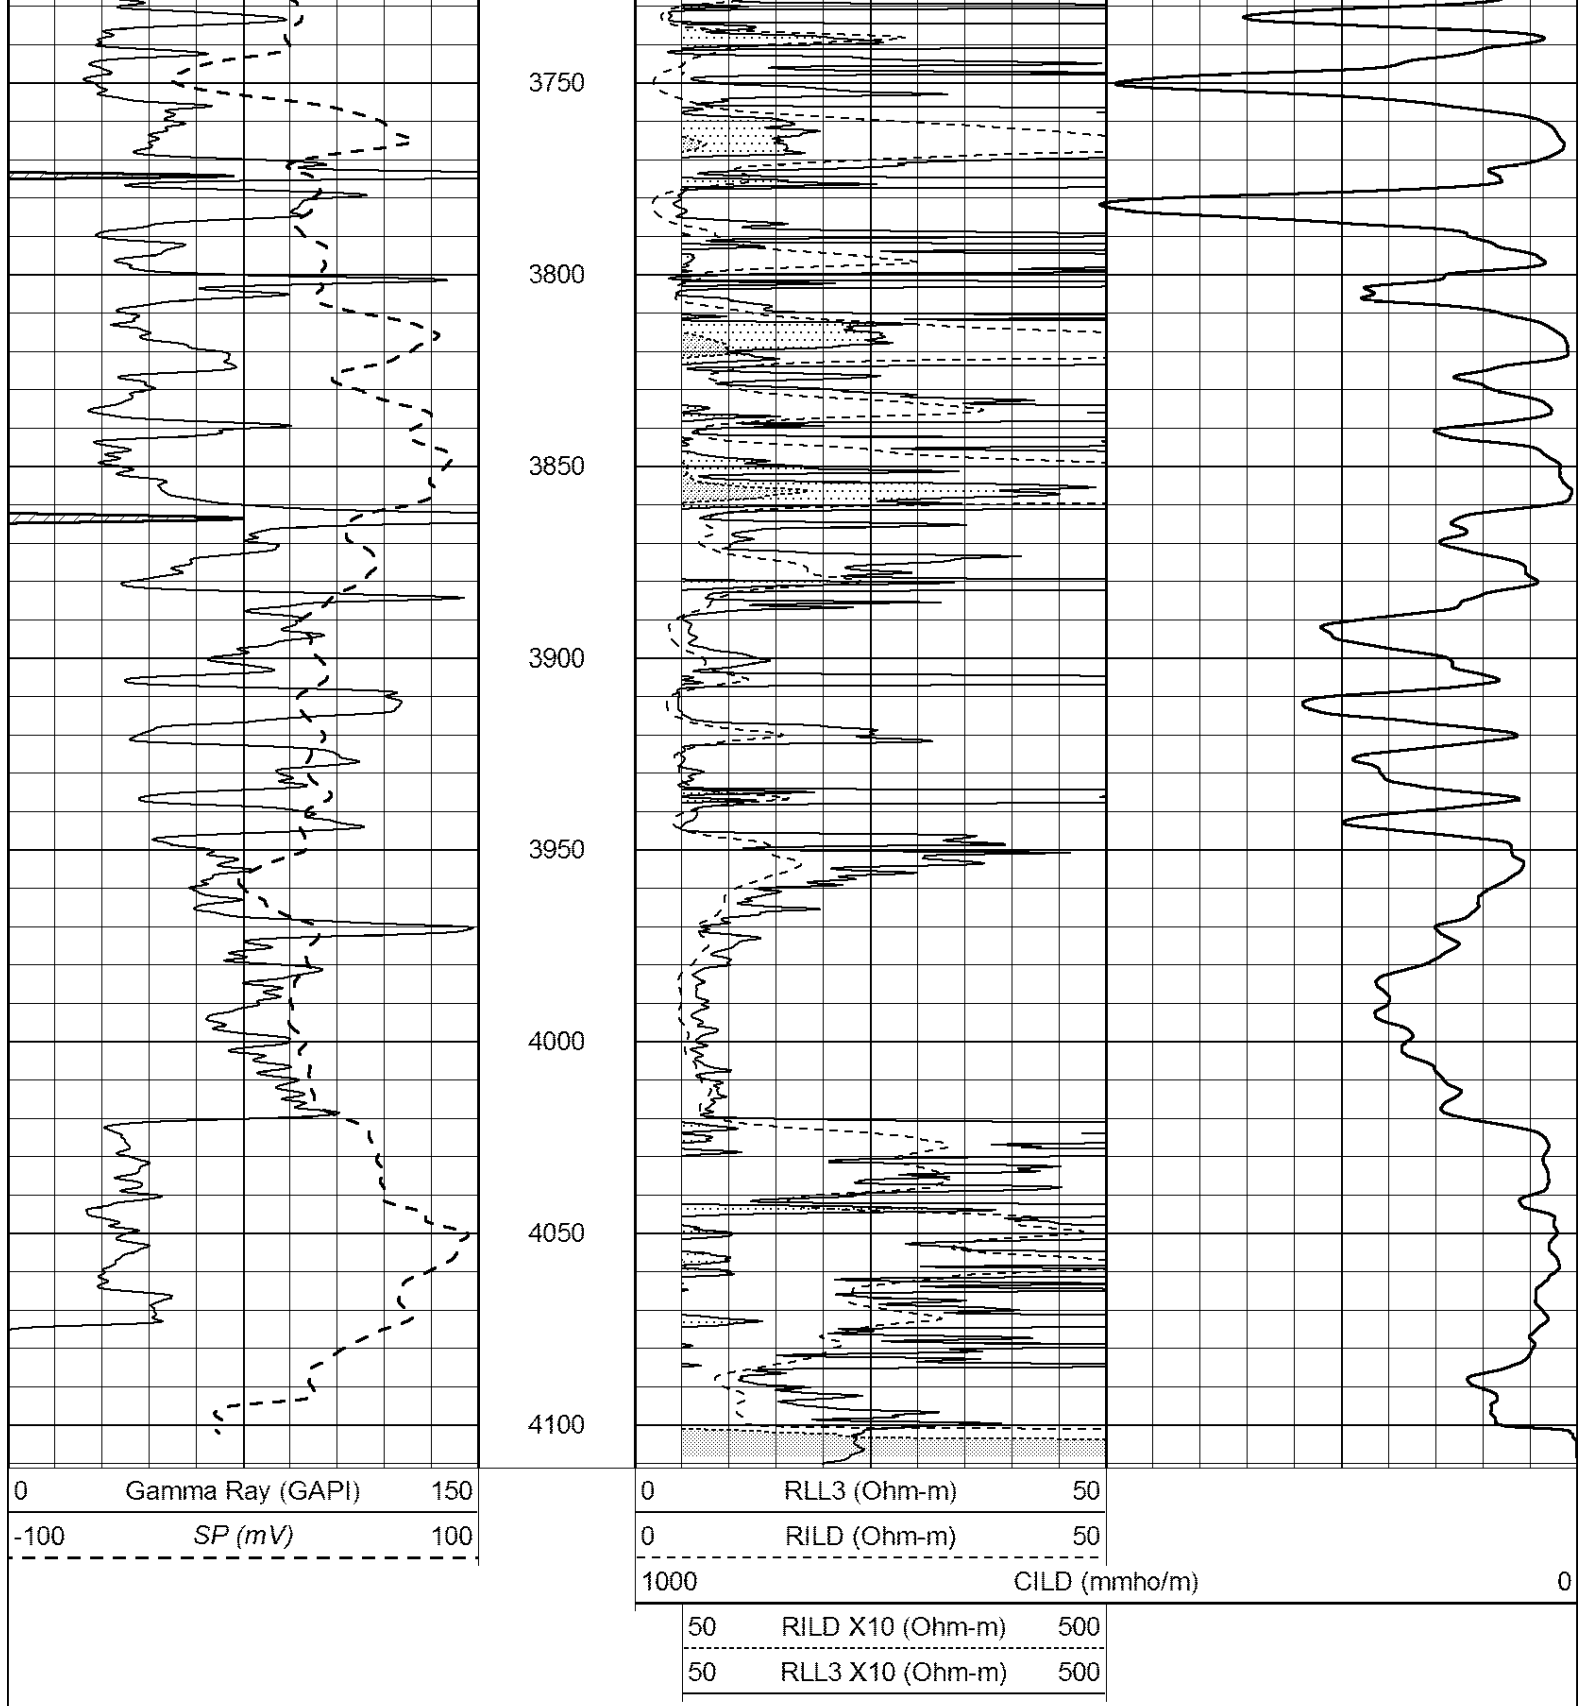 3750
3800
3850
3900
3950
4000
4050
4100
0 Gamma Ray (GAPI) 150
-100 SP (mV) 100
0 RLL3 (Ohm-m) 50
0 RILD (Ohm-m) 50
1000 CILD (mmho/m) 0
50 RILD X10 (Ohm-m) 500
50 RLL3 X10 (Ohm-m) 500